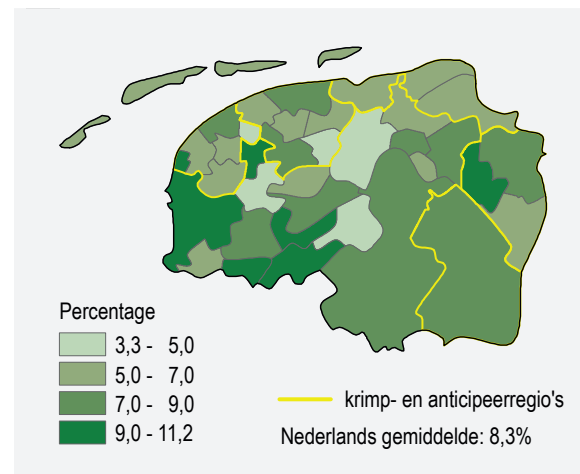 Percentage
3,3 - 5,0
5,0 - 7,0
7,0 - 9,0
9,0 - 11,2
krimp- en anticipeerregio's
Nederlands gemiddelde: 8,3%